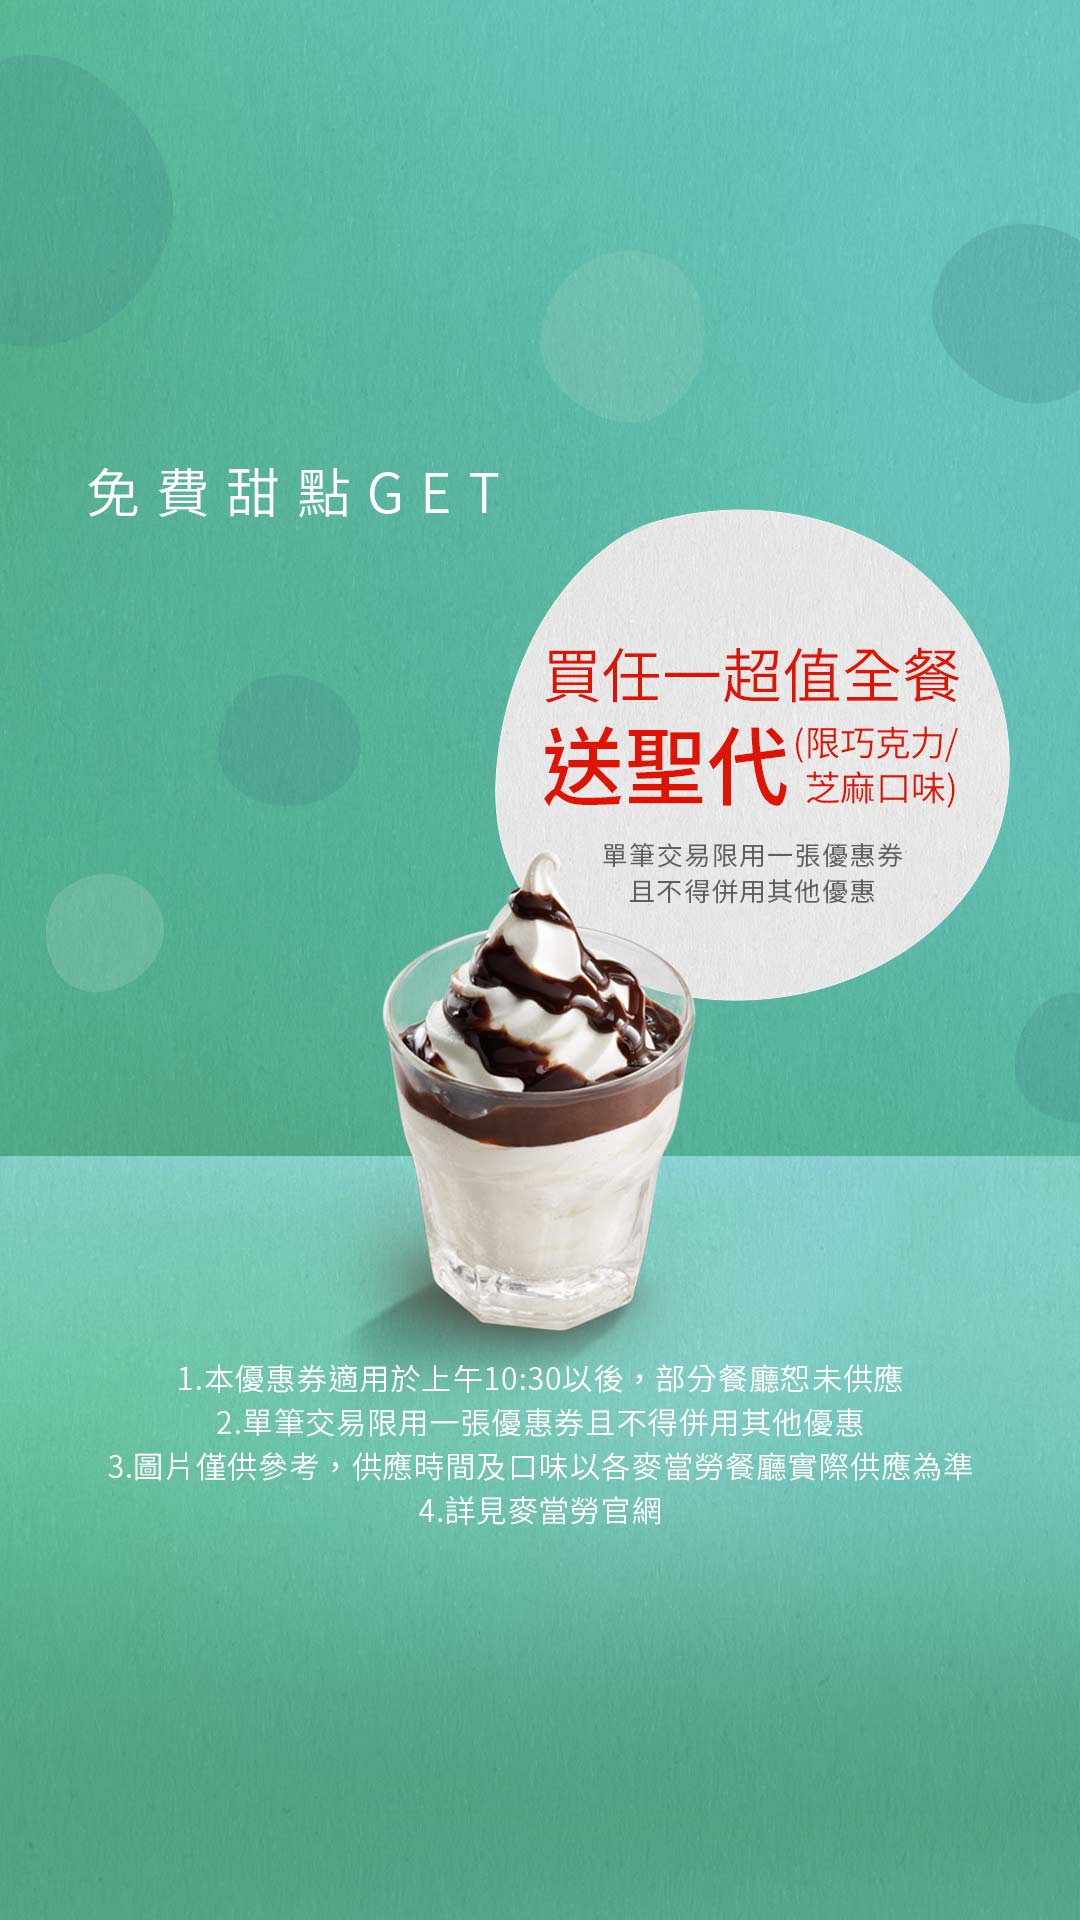 免費甜點GET
買任一超值全餐
送聖代(限巧克力/
芝麻口味)
單筆交易限用一張優惠券
且不得併用其他優惠
1.本優惠券適用於上午10:30以後，部分餐廳恕未供應
2.單筆交易限用一張優惠券且不得併用其他優惠
3.圖片僅供參考，供應時間及口味以各麥當勞餐廳實際供應為準
4.詳見麥當勞官網